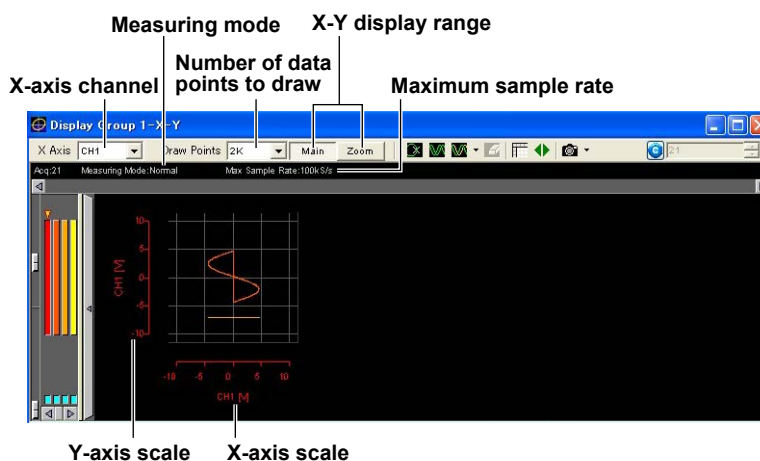 Measuring mode
X-Y display range
Number of data
points to draw
X-axis channel
Maximum sample rate
Display Group 1-X-Y
X Axis CH1 Draw Points 2K Main Zoom 21
Acq:21 Measuring Mode:Normal Max Sample Rate:100kS/s
10
5
0
-5
-10
CH1 [V]
-10 -5 0 5 10
CH1 [V]
Y-axis scale
X-axis scale